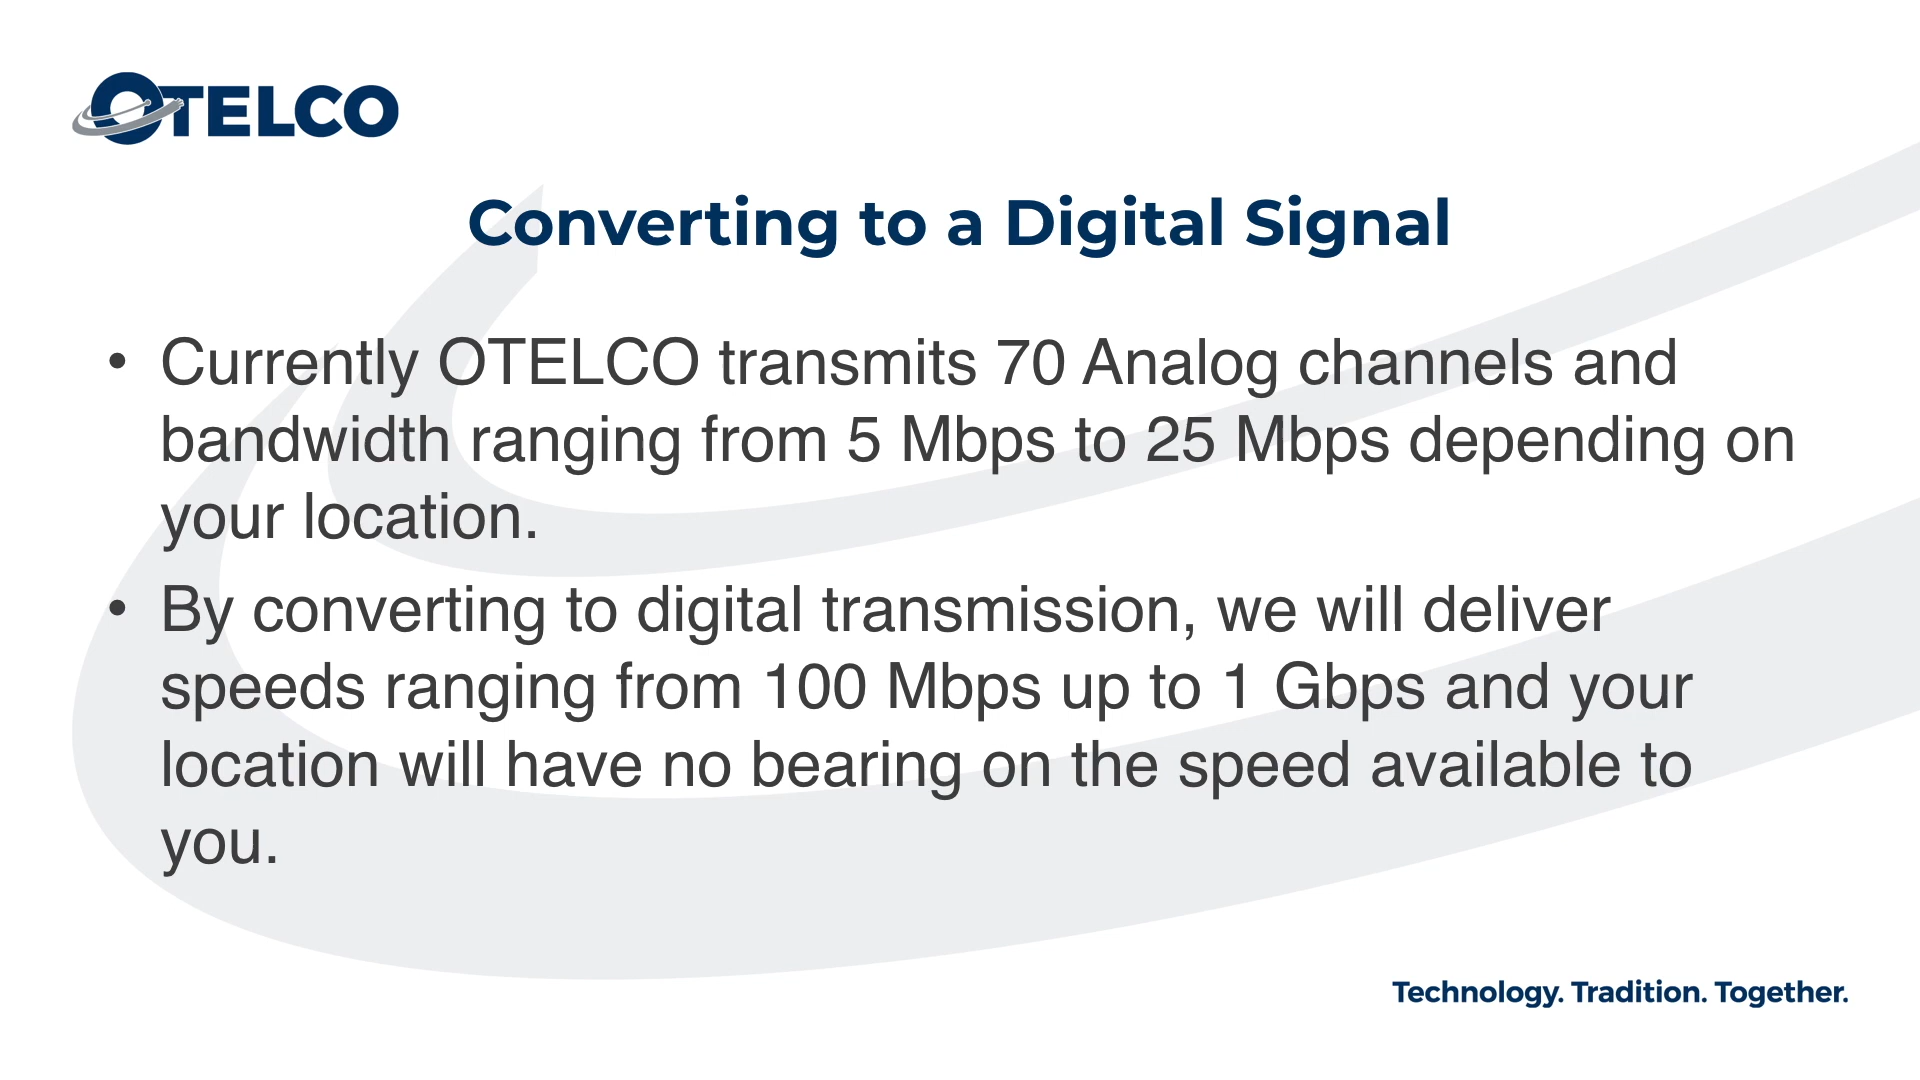 OTELCO
Converting to a Digital Signal
• Currently OTELCO transmits 70 Analog channels and
bandwidth ranging from 5 Mbps to 25 Mbps depending on
your location.
• By converting to digital transmission, we will deliver
speeds ranging from 100 Mbps up to 1 Gbps and your
location will have no bearing on the speed available to
you.
Technology. Tradition. Together.